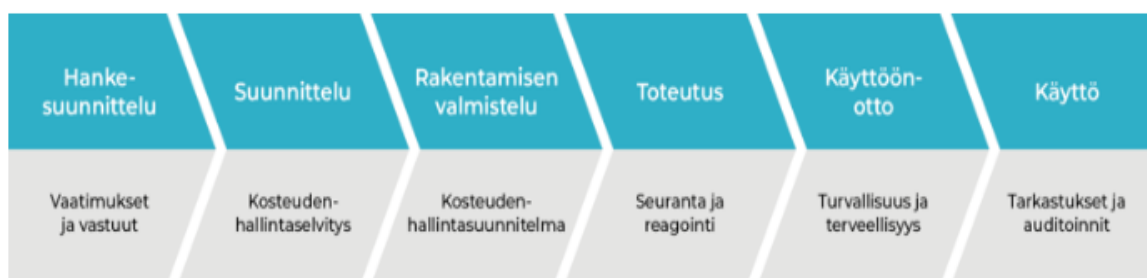 Hanke-
suunnittelu
Suunnittelu
Rakentamisen
valmistelu
Toteutus
Käyttöön-
otto
Käyttö
Vaatimukset
ja vastuut
Kosteuden-
hallintaselvitys
Kosteuden-
hallintasuunnitelma
Seuranta ja
reagointi
Turvallisuus ja
terveellisyys
Tarkastukset ja
auditoinnit